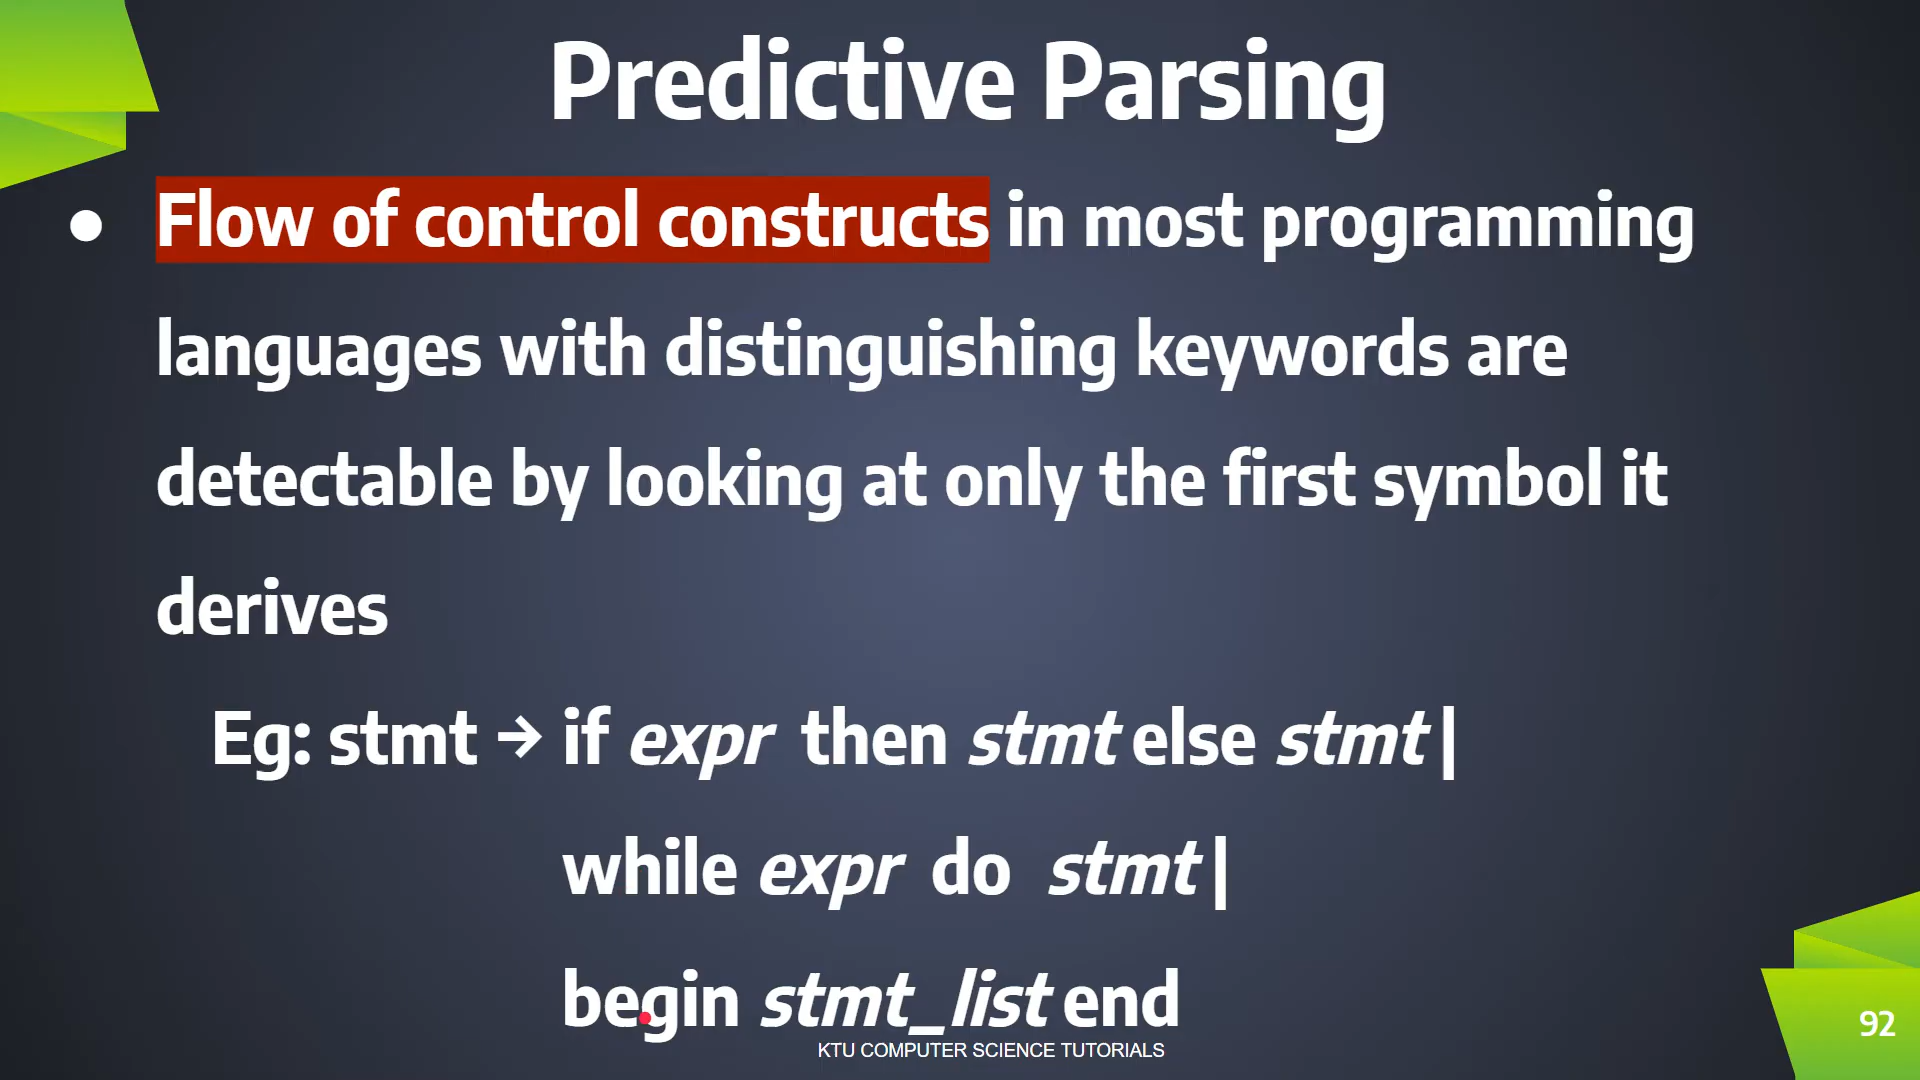 Predictive Parsing
● Flow of control constructs in most programming
languages with distinguishing keywords are
detectable by looking at only the first symbol it
derives
Eg: stmt → if expr then stmt else stmt |
while expr do stmt |
begin stmt_list end
KTU COMPUTER SCIENCE TUTORIALS
92